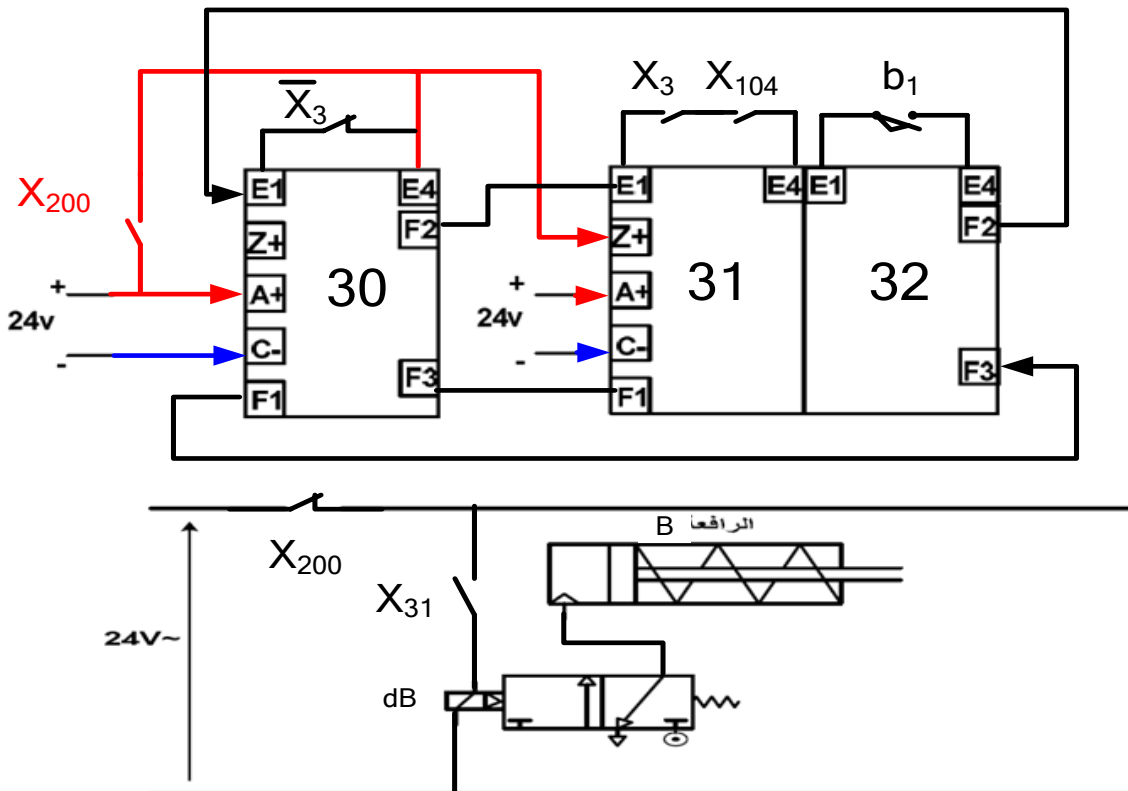 X̅₃
X₃ X₁₀₄ b₁
X₂₀₀
E1 E4 E1 E4 E1 E4
F2 F2
Z+ Z+
30 31 32
+ A+ + A+
24v 24v
- C- - C-
F3 F3
F1 F1
B الرافعة
X₂₀₀
X₃₁
24V~
dB